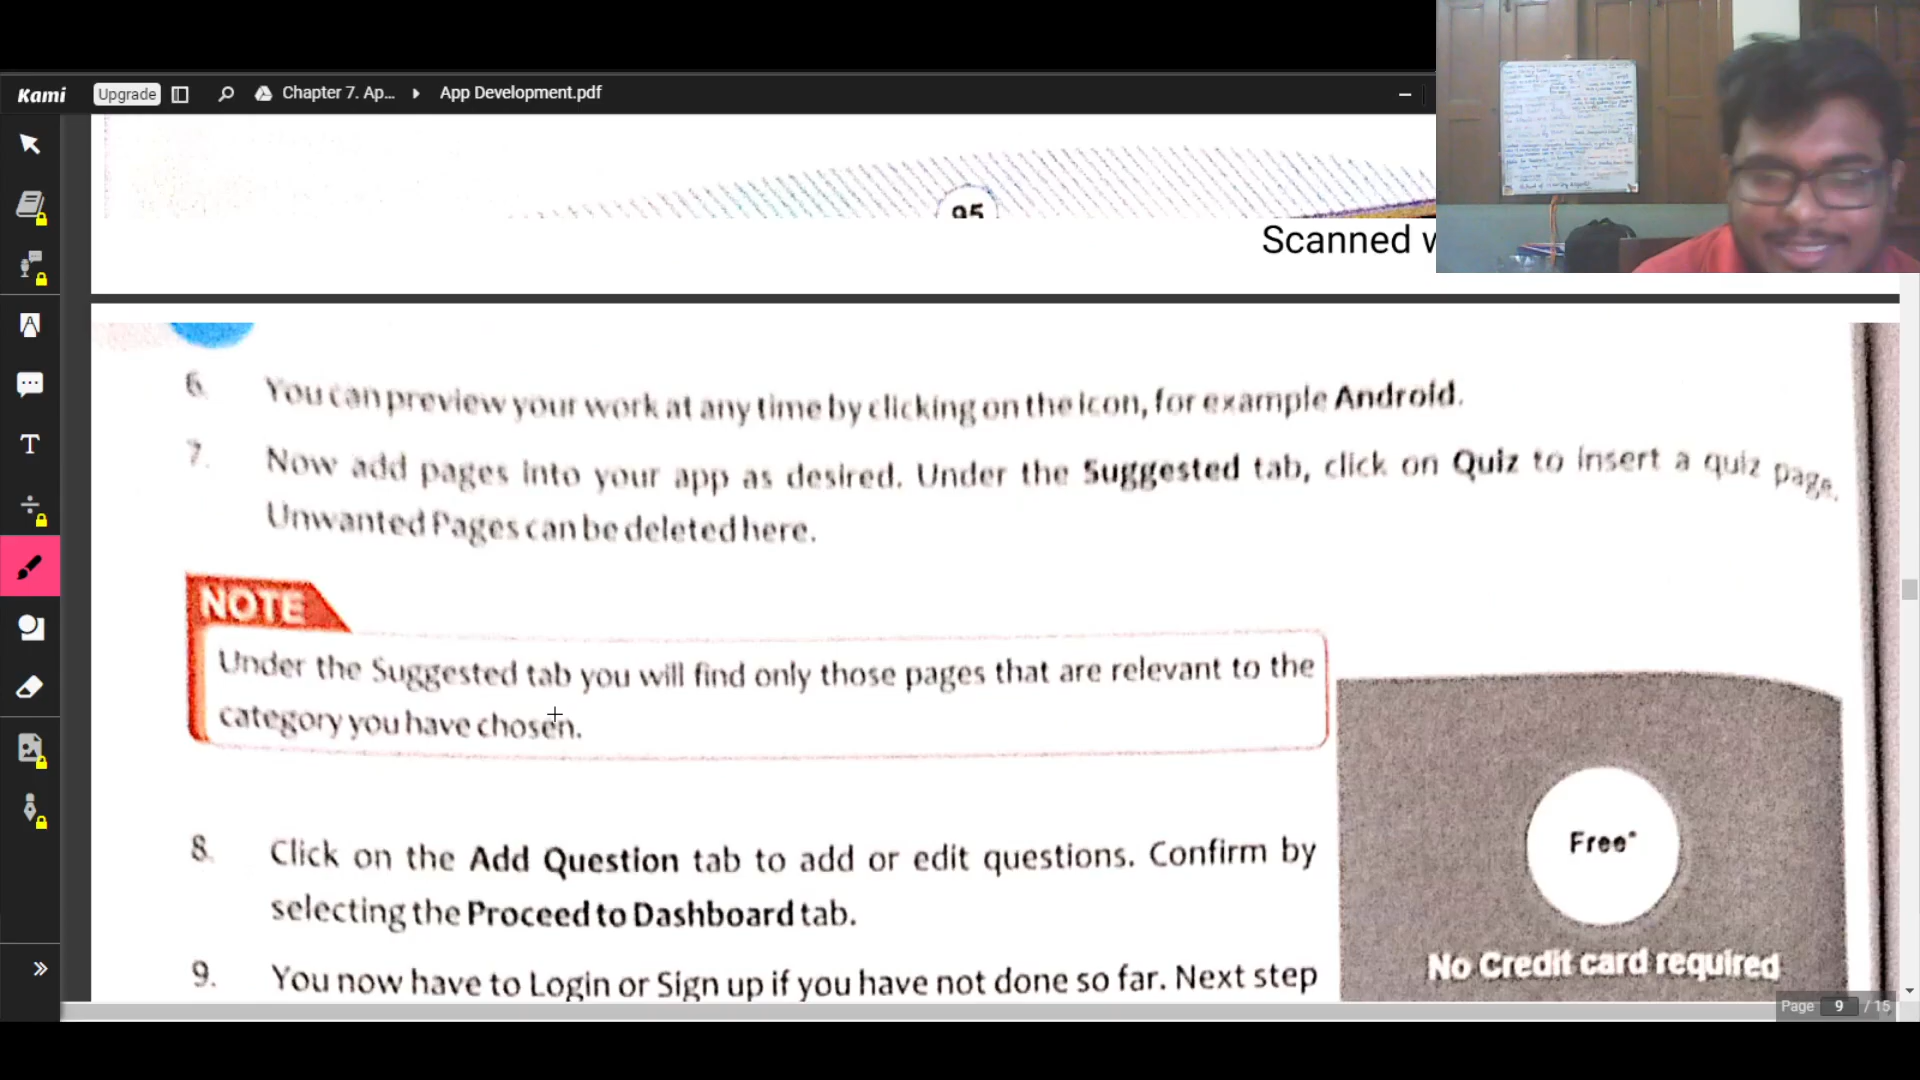 Kami Upgrade Chapter 7. Ap... App Development.pdf
95
Scanned
6. You can preview your work at any time by clicking on the icon, for example Android.
7. Now add pages into your app as desired. Under the Suggested tab, click on Quiz to insert a quiz page.
Unwanted Pages can be deleted here.
NOTE
Under the Suggested tab you will find only those pages that are relevant to the
category you have chosen.
8. Click on the Add Question tab to add or edit questions. Confirm by
selecting the Proceed to Dashboard tab.
9. You now have to Login or Sign up if you have not done so far. Next step
Free*
No Credit card required
Page 9 / 15